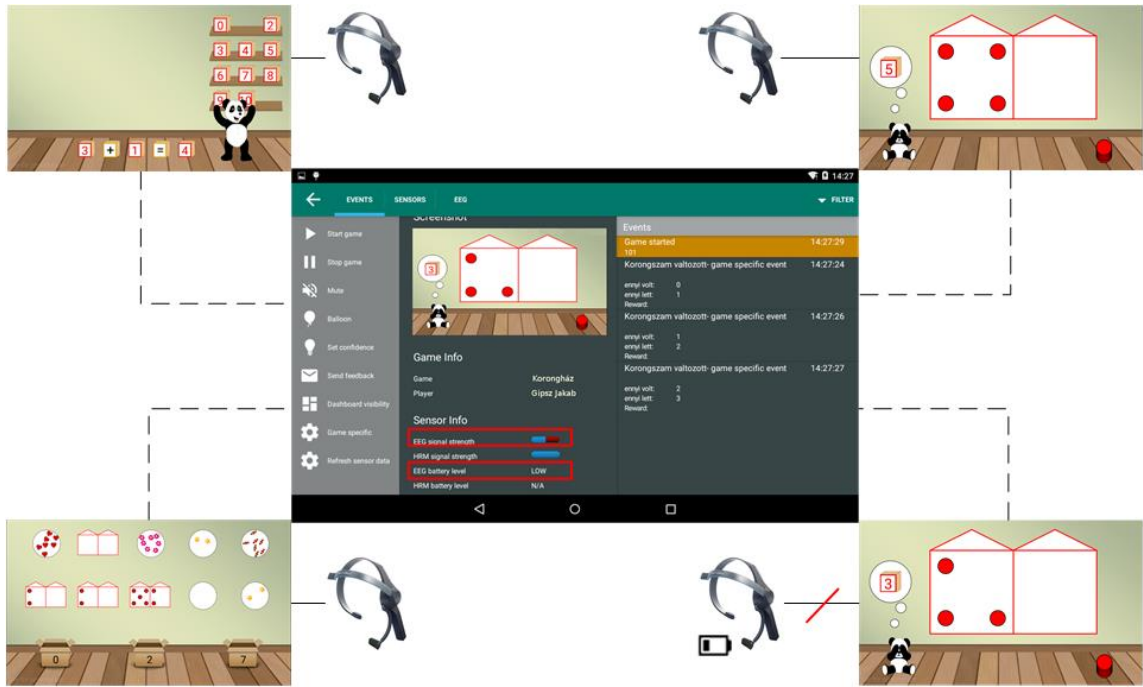 0 2
3 4 5
6 7 8
9 10
3 + 1 = 4
5
14:27
EVENTS SENSORS EEG FILTER
Start game
Stop game
Mute
Balloon
Set confidence
Send feedback
Dashboard visibility
Game specific
Refresh sensor data
Screenshot
3
Game Info
Game Korongház
Player Gipsz Jakab
Sensor Info
EEG signal strength
HRM signal strength
EEG battery level LOW
HRM battery level N/A
Events
Game started 14:27:29
101
Korongszam valtozott- game specific event 14:27:24
ennyi volt: 0
ennyi lett: 1
Reward:
Korongszam valtozott- game specific event 14:27:26
ennyi volt: 1
ennyi lett: 2
Reward:
Korongszam valtozott- game specific event 14:27:27
ennyi volt: 2
ennyi lett: 3
Reward:
0 2 7
3